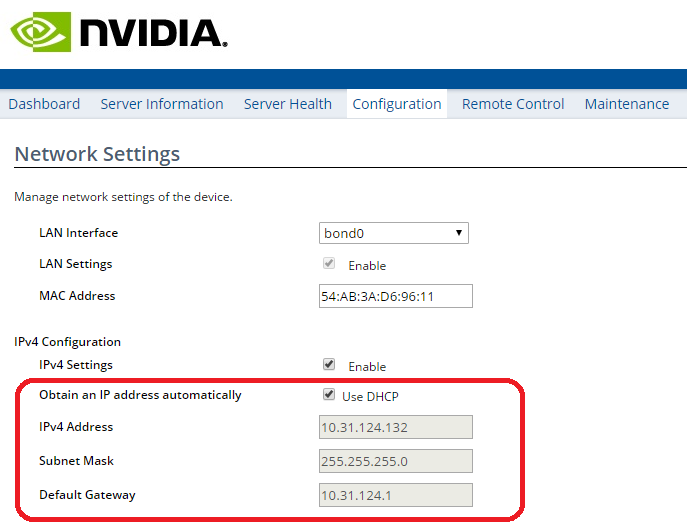 NVIDIA.
Dashboard Server Information Server Health Configuration Remote Control Maintenance
Network Settings
Manage network settings of the device.
LAN Interface bond0
LAN Settings Enable
MAC Address 54:AB:3A:D6:96:11
IPv4 Configuration
IPv4 Settings Enable
Obtain an IP address automatically Use DHCP
IPv4 Address 10.31.124.132
Subnet Mask 255.255.255.0
Default Gateway 10.31.124.1